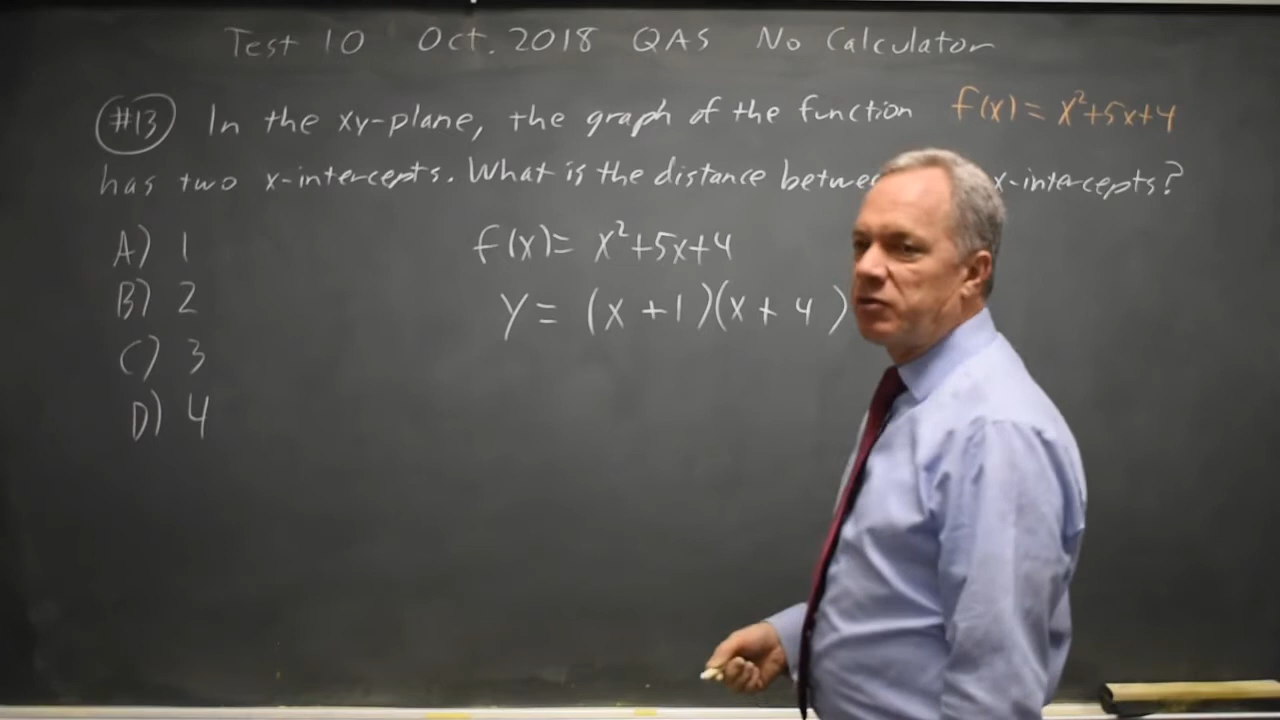 Test 10 Oct. 2018 QAS No Calculator
#13 In the xy-plane, the graph of the function f(x) = x²+5x+4
has two x-intercepts. What is the distance x-intercepts?
A) 1
f(x)= x²+5x+4
B) 2
y = (x +1)(x + 4)
C) 3
D) 4